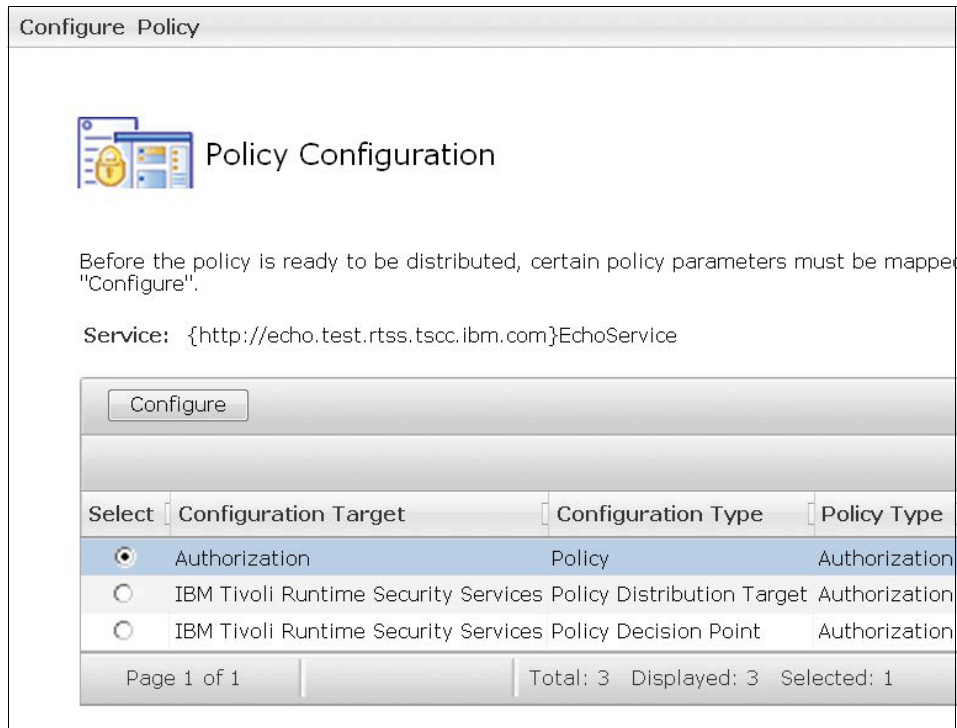 Configure Policy
Policy Configuration
Before the policy is ready to be distributed, certain policy parameters must be mapped
"Configure".
Service: {http://echo.test.rtss.tscc.ibm.com}EchoService
Configure
Select Configuration Target Configuration Type Policy Type
Authorization Policy Authorization
IBM Tivoli Runtime Security Services Policy Distribution Target Authorization
IBM Tivoli Runtime Security Services Policy Decision Point Authorization
Page 1 of 1 Total: 3 Displayed: 3 Selected: 1